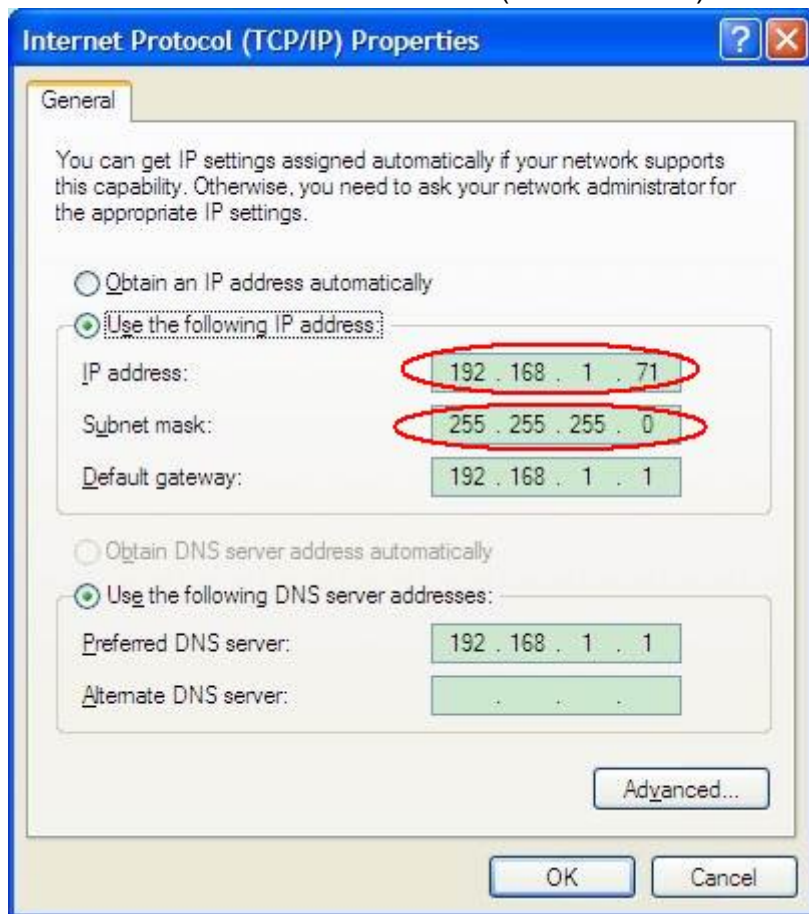 Internet Protocol (TCP/IP) Properties
General
You can get IP settings assigned automatically if your network supports
this capability. Otherwise, you need to ask your network administrator for
the appropriate IP settings.
Obtain an IP address automatically
Use the following IP address:
IP address: 192 . 168 . 1 . 71
Subnet mask: 255 . 255 . 255 . 0
Default gateway: 192 . 168 . 1 . 1
Obtain DNS server address automatically
Use the following DNS server addresses:
Preferred DNS server: 192 . 168 . 1 . 1
Alternate DNS server: . . .
Advanced...
OK Cancel